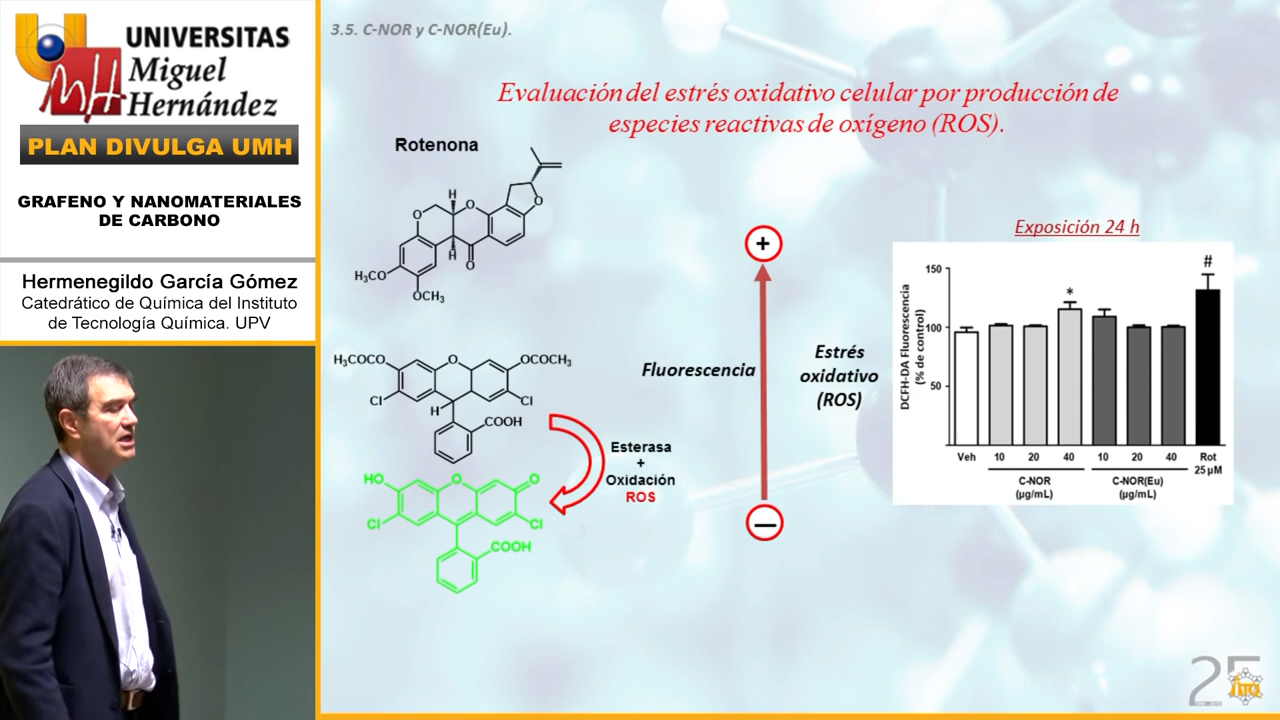 UNIVERSITAS
Miguel
Hernández
PLAN DIVULGA UMH
GRAFENO Y NANOMATERIALES
DE CARBONO
Hermenegildo García Gómez
Catedrático de Química del Instituto
de Tecnología Química. UPV
3.5. C-NOR y C-NOR(Eu).
Evaluación del estrés oxidativo celular por producción de
especies reactivas de oxígeno (ROS).
Rotenona
H
O
O
O
H
O
H₃CO
OCH₃
H₃COCO
O
OCOCH₃
Cl
H
Cl
COOH
Esterasa
+
Oxidación
ROS
HO
O
O
Cl
Cl
COOH
+
Fluorescencia
Estrés
oxidativo
(ROS)
—
Exposición 24 h
DCFH-DA Fluorescencia
(% de control)
150
100
50
*
#
Veh
10
20
40
10
20
40
Rot
25 µM
C-NOR
(µg/mL)
C-NOR(Eu)
(µg/mL)
25
ITQ